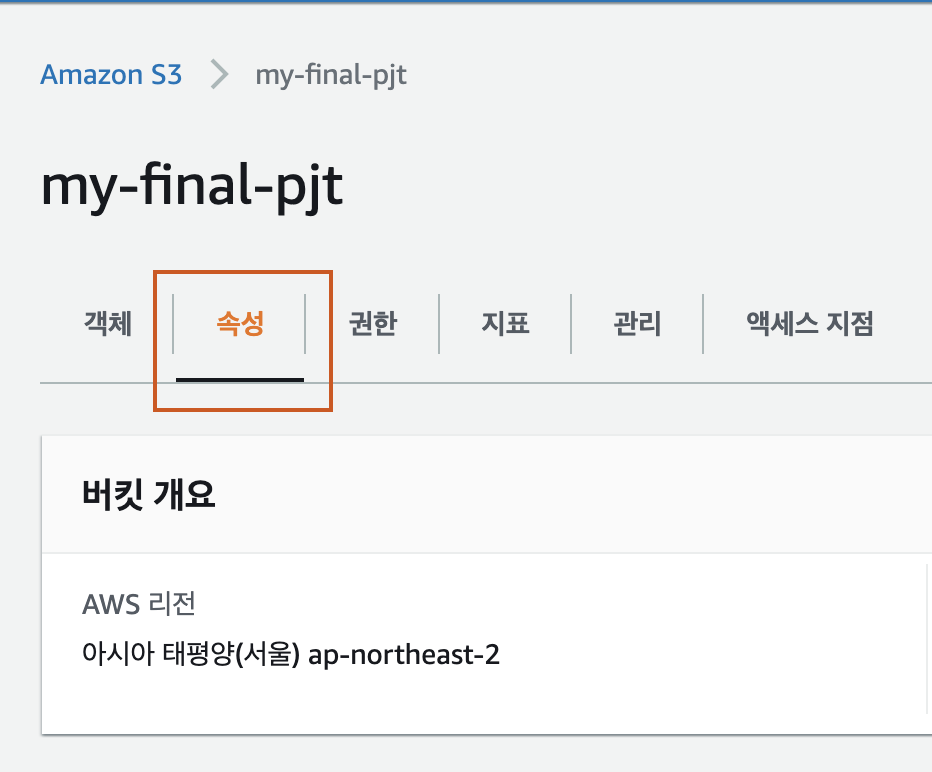 Amazon S3 > my-final-pjt
my-final-pjt
객체 속성 권한 지표 관리 액세스 지점
버킷 개요
AWS 리전
아시아 태평양(서울) ap-northeast-2